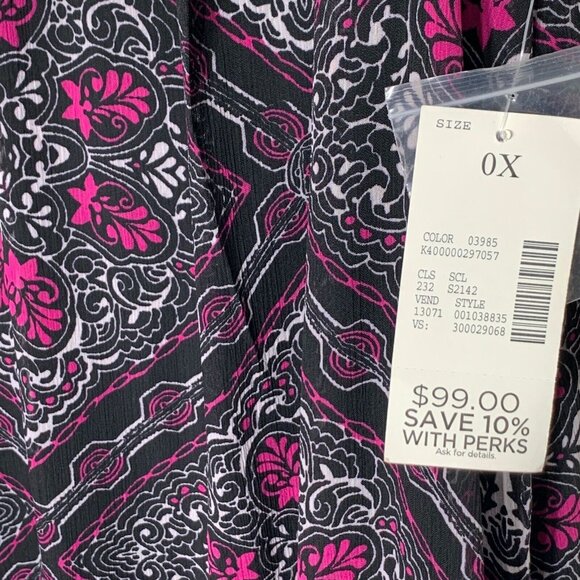 SIZE
0X
COLOR 03985
K400000297057
CLS SCL
232 S2142
VEND STYLE
13071 001038835
VS: 300029068
$99.00
SAVE 10%
WITH PERKS
Ask for details.